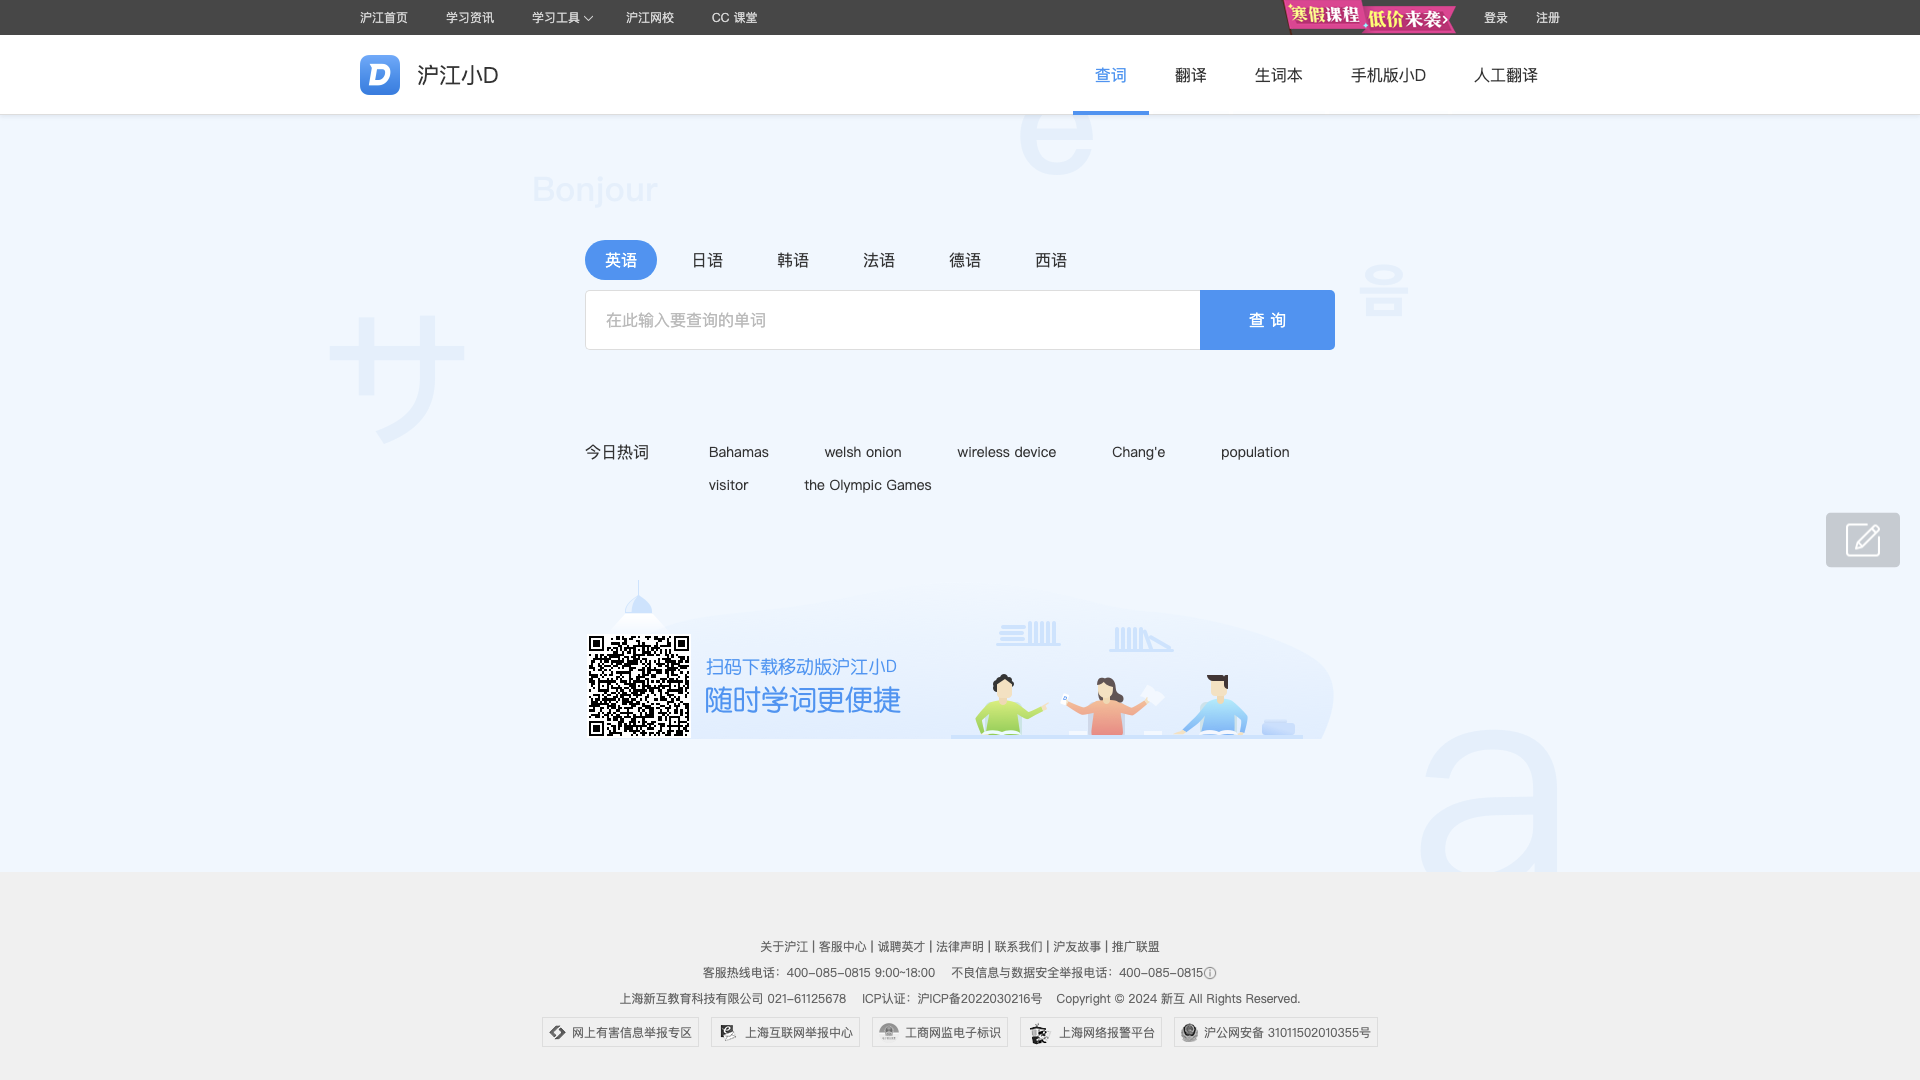 沪江首页 学习资讯 学习工具 沪江网校 CC 课堂 寒假课程 低价来袭 登录 注册
D 沪江小D 查词 翻译 生词本 手机版小D 人工翻译
e
Bonjour
英语 日语 韩语 法语 德语 西语
音
在此输入要查询的单词 查 询
サ
今日热词 Bahamas welsh onion wireless device Chang'e population
visitor the Olympic Games
扫码下载移动版沪江小D
随时学词更便捷
a
关于沪江 | 客服中心 | 诚聘英才 | 法律声明 | 联系我们 | 沪友故事 | 推广联盟
客服热线电话：400-085-0815 9:00~18:00 不良信息与数据安全举报电话：400-085-0815
上海新互教育科技有限公司 021-61125678 ICP认证：沪ICP备2022030216号 Copyright © 2024 新互 All Rights Reserved.
网上有害信息举报专区 上海互联网举报中心 工商网监电子标识 上海网络报警平台 沪公网安备 31011502010355号